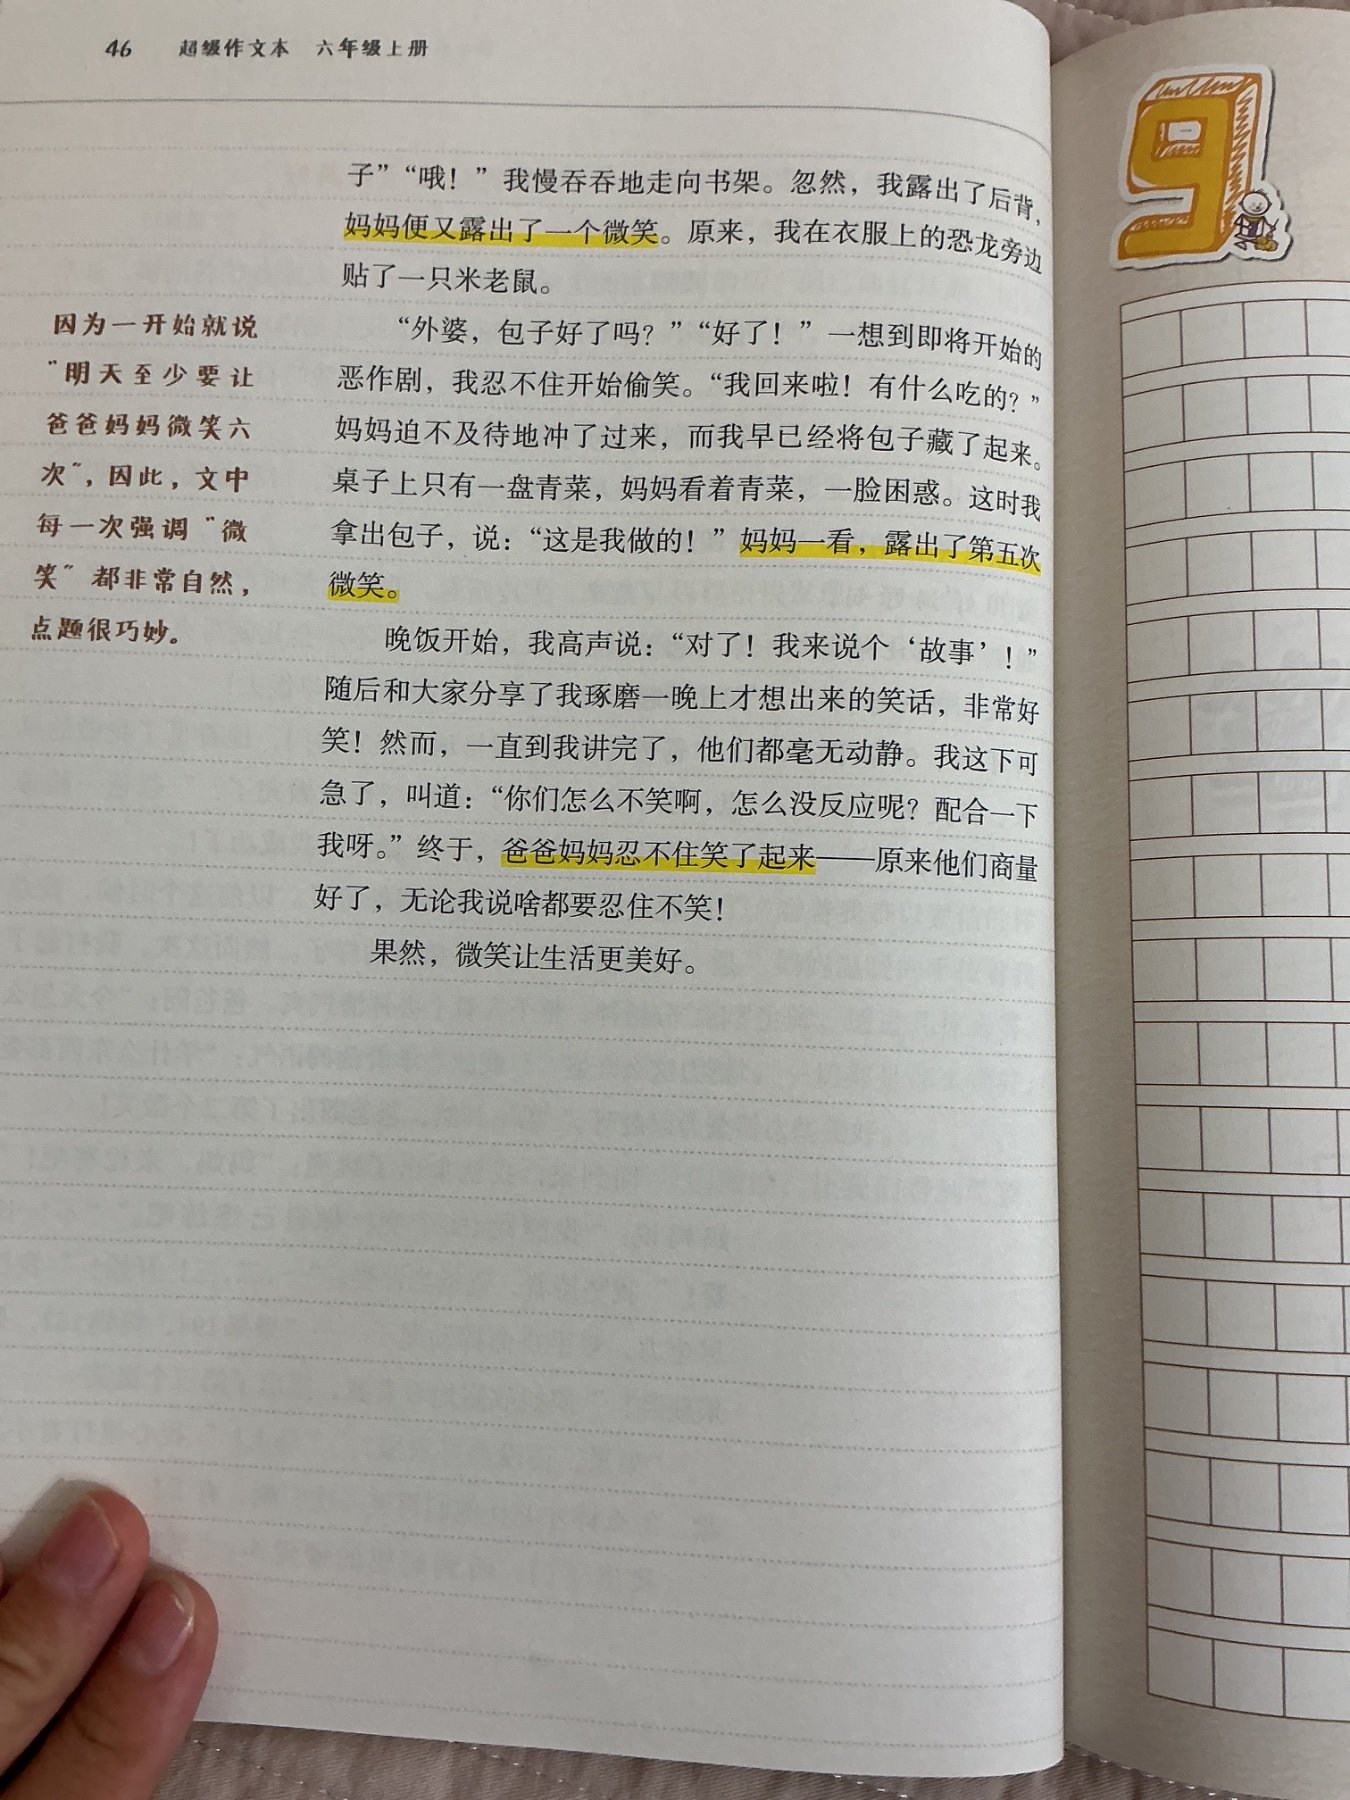 46 超级作文本 六年级上册
子”“哦！”我慢吞吞地走向书架。忽然，我露出了后背，
妈妈便又露出了一个微笑。原来，我在衣服上的恐龙旁边
贴了一只米老鼠。
“外婆，包子好了吗？”“好了！”一想到即将开始的
恶作剧，我忍不住开始偷笑。“我回来啦！有什么吃的？”
妈妈迫不及待地冲了过来，而我早已经将包子藏了起来。
桌子上只有一盘青菜，妈妈看着青菜，一脸困惑。这时我
拿出包子，说：“这是我做的！”妈妈一看，露出了第五次
微笑。
晚饭开始，我高声说：“对了！我来说个‘故事’！”
随后和大家分享了我琢磨一晚上才想出来的笑话，非常好
笑！然而，一直到我讲完了，他们都毫无动静。我这下可
急了，叫道：“你们怎么不笑啊，怎么没反应呢？配合一下
我呀。”终于，爸爸妈妈忍不住笑了起来——原来他们商量
好了，无论我说啥都要忍住不笑！
果然，微笑让生活更美好。
因为一开始就说
“明天至少要让
爸爸妈妈微笑六
次”，因此，文中
每一次强调“微
笑”都非常自然，
点题很巧妙。
9